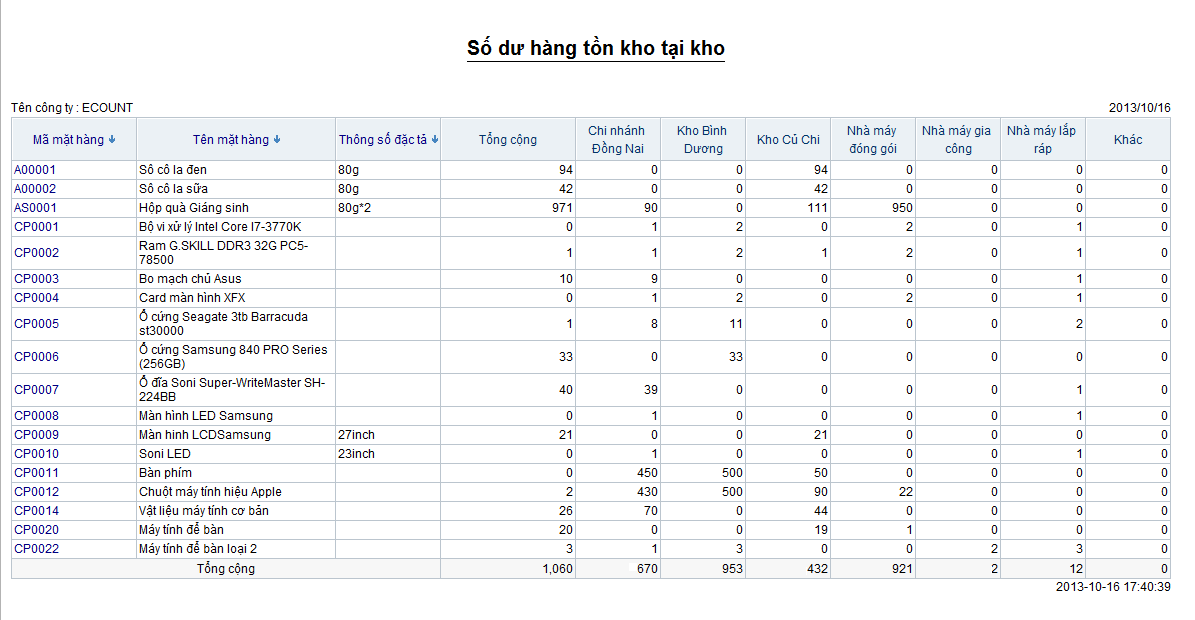 Số dư hàng tồn kho tại kho
Tên công ty : ECOUNT 2013/10/16
Mã mặt hàng Tên mặt hàng Thông số đặc tả Tổng cộng Chi nhánh Đồng Nai Kho Bình Dương Kho Củ Chi Nhà máy đóng gói Nhà máy gia công Nhà máy lắp ráp Khác
A00001 Sô cô la đen 80g 94 0 0 94 0 0 0 0
A00002 Sô cô la sữa 80g 42 0 0 42 0 0 0 0
AS0001 Hộp quà Giáng sinh 80g*2 971 90 0 111 950 0 0 0
CP0001 Bộ vi xử lý Intel Core I7-3770K 0 1 2 0 2 0 1 0
CP0002 Ram G.SKILL DDR3 32G PC5-78500 1 1 2 1 2 0 1 0
CP0003 Bo mạch chủ Asus 10 9 0 0 0 0 1 0
CP0004 Card màn hình XFX 0 1 2 0 2 0 1 0
CP0005 Ổ cứng Seagate 3tb Barracuda st30000 1 8 11 0 0 0 2 0
CP0006 Ổ cứng Samsung 840 PRO Series (256GB) 33 0 33 0 0 0 0 0
CP0007 Ổ đĩa Soni Super-WriteMaster SH-224BB 40 39 0 0 0 0 1 0
CP0008 Màn hình LED Samsung 0 1 0 0 0 0 1 0
CP0009 Màn hinh LCDSamsung 27inch 21 0 0 21 0 0 0 0
CP0010 Soni LED 23inch 0 1 0 0 0 0 1 0
CP0011 Bàn phím 0 450 500 50 0 0 0 0
CP0012 Chuột máy tính hiệu Apple 2 430 500 90 22 0 0 0
CP0014 Vật liệu máy tính cơ bản 26 70 0 44 0 0 0 0
CP0020 Máy tính để bàn 20 0 0 19 1 0 0 0
CP0022 Máy tính để bàn loại 2 3 1 3 0 0 2 3 0
Tổng cộng 1,060 670 953 432 921 2 12 0
2013-10-16 17:40:39